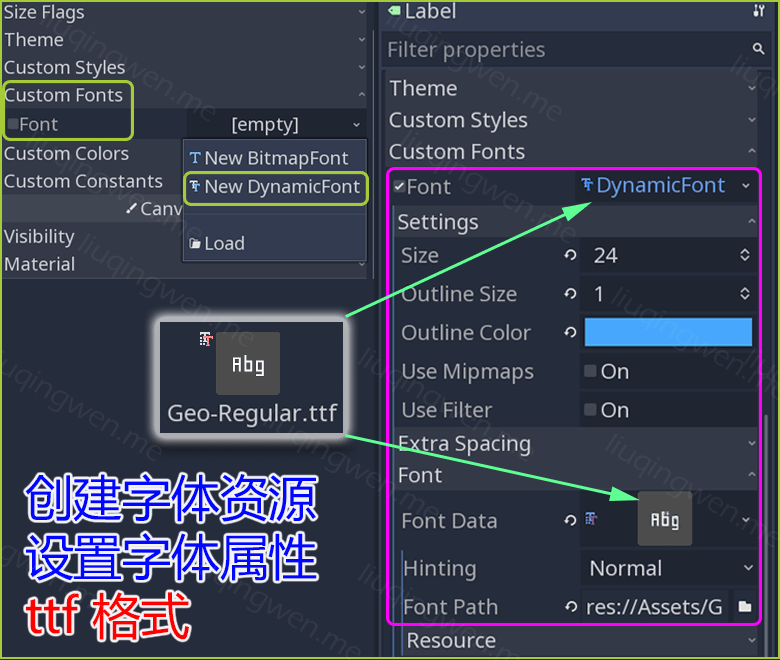 Size Flags
Theme
Custom Styles
Custom Fonts
Font
[empty]
Custom Colors
Custom Constants
Canv
Visibility
Material
New BitmapFont
New DynamicFont
Load
Abg
Geo-Regular.ttf
创建字体资源
设置字体属性
ttf 格式
Label
Filter properties
Theme
Custom Styles
Custom Fonts
Font
DynamicFont
Settings
Size
24
Outline Size
1
Outline Color
Use Mipmaps
On
Use Filter
On
Extra Spacing
Font
Font Data
Abg
Hinting
Normal
Font Path
res://Assets/G
Resource
liuqingwen.me